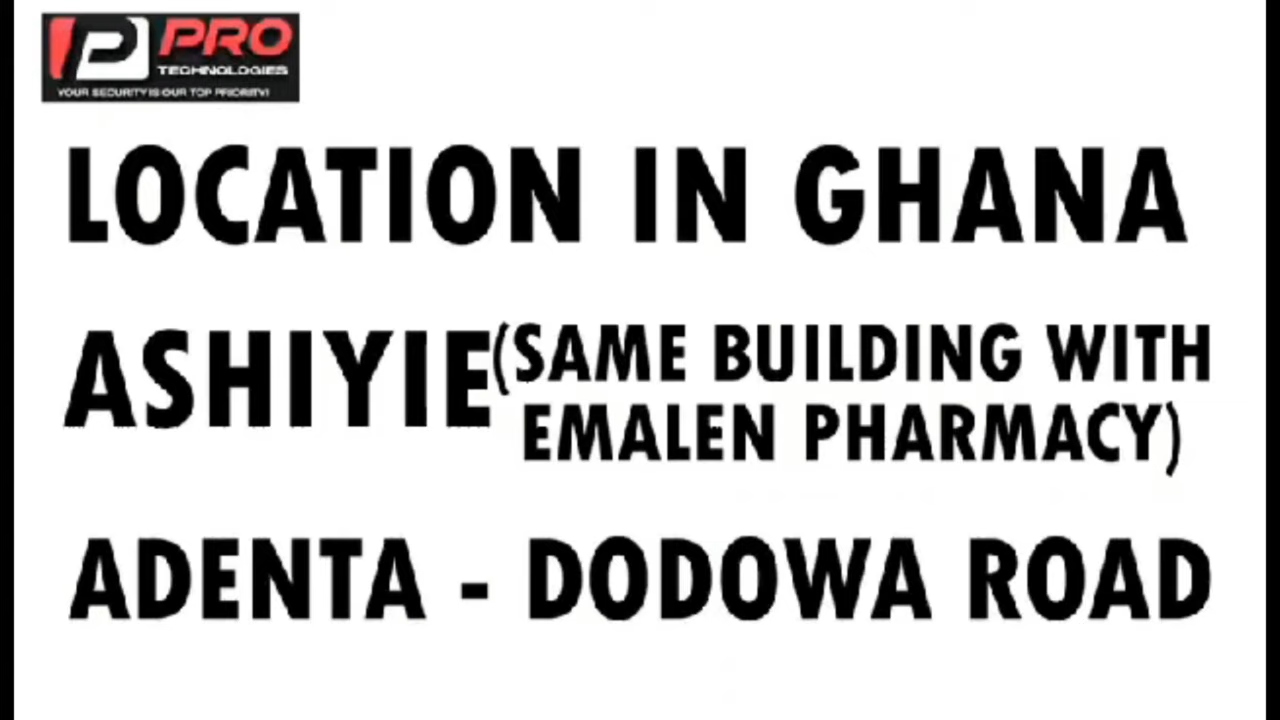 PRO
TECHNOLOGIES
YOUR SECURITY IS OUR TOP PRIORITY!
LOCATION IN GHANA
ASHIYIE (SAME BUILDING WITH
EMALEN PHARMACY)
ADENTA - DODOWA ROAD